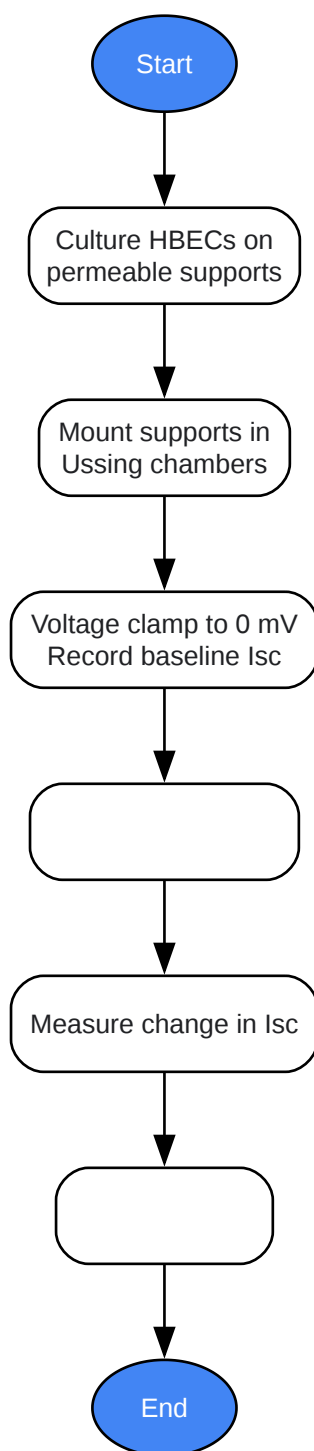 Start
Culture HBECs on
permeable supports
Mount supports in
Ussing chambers
Voltage clamp to 0 mV
Record baseline Isc
Measure change in Isc
End